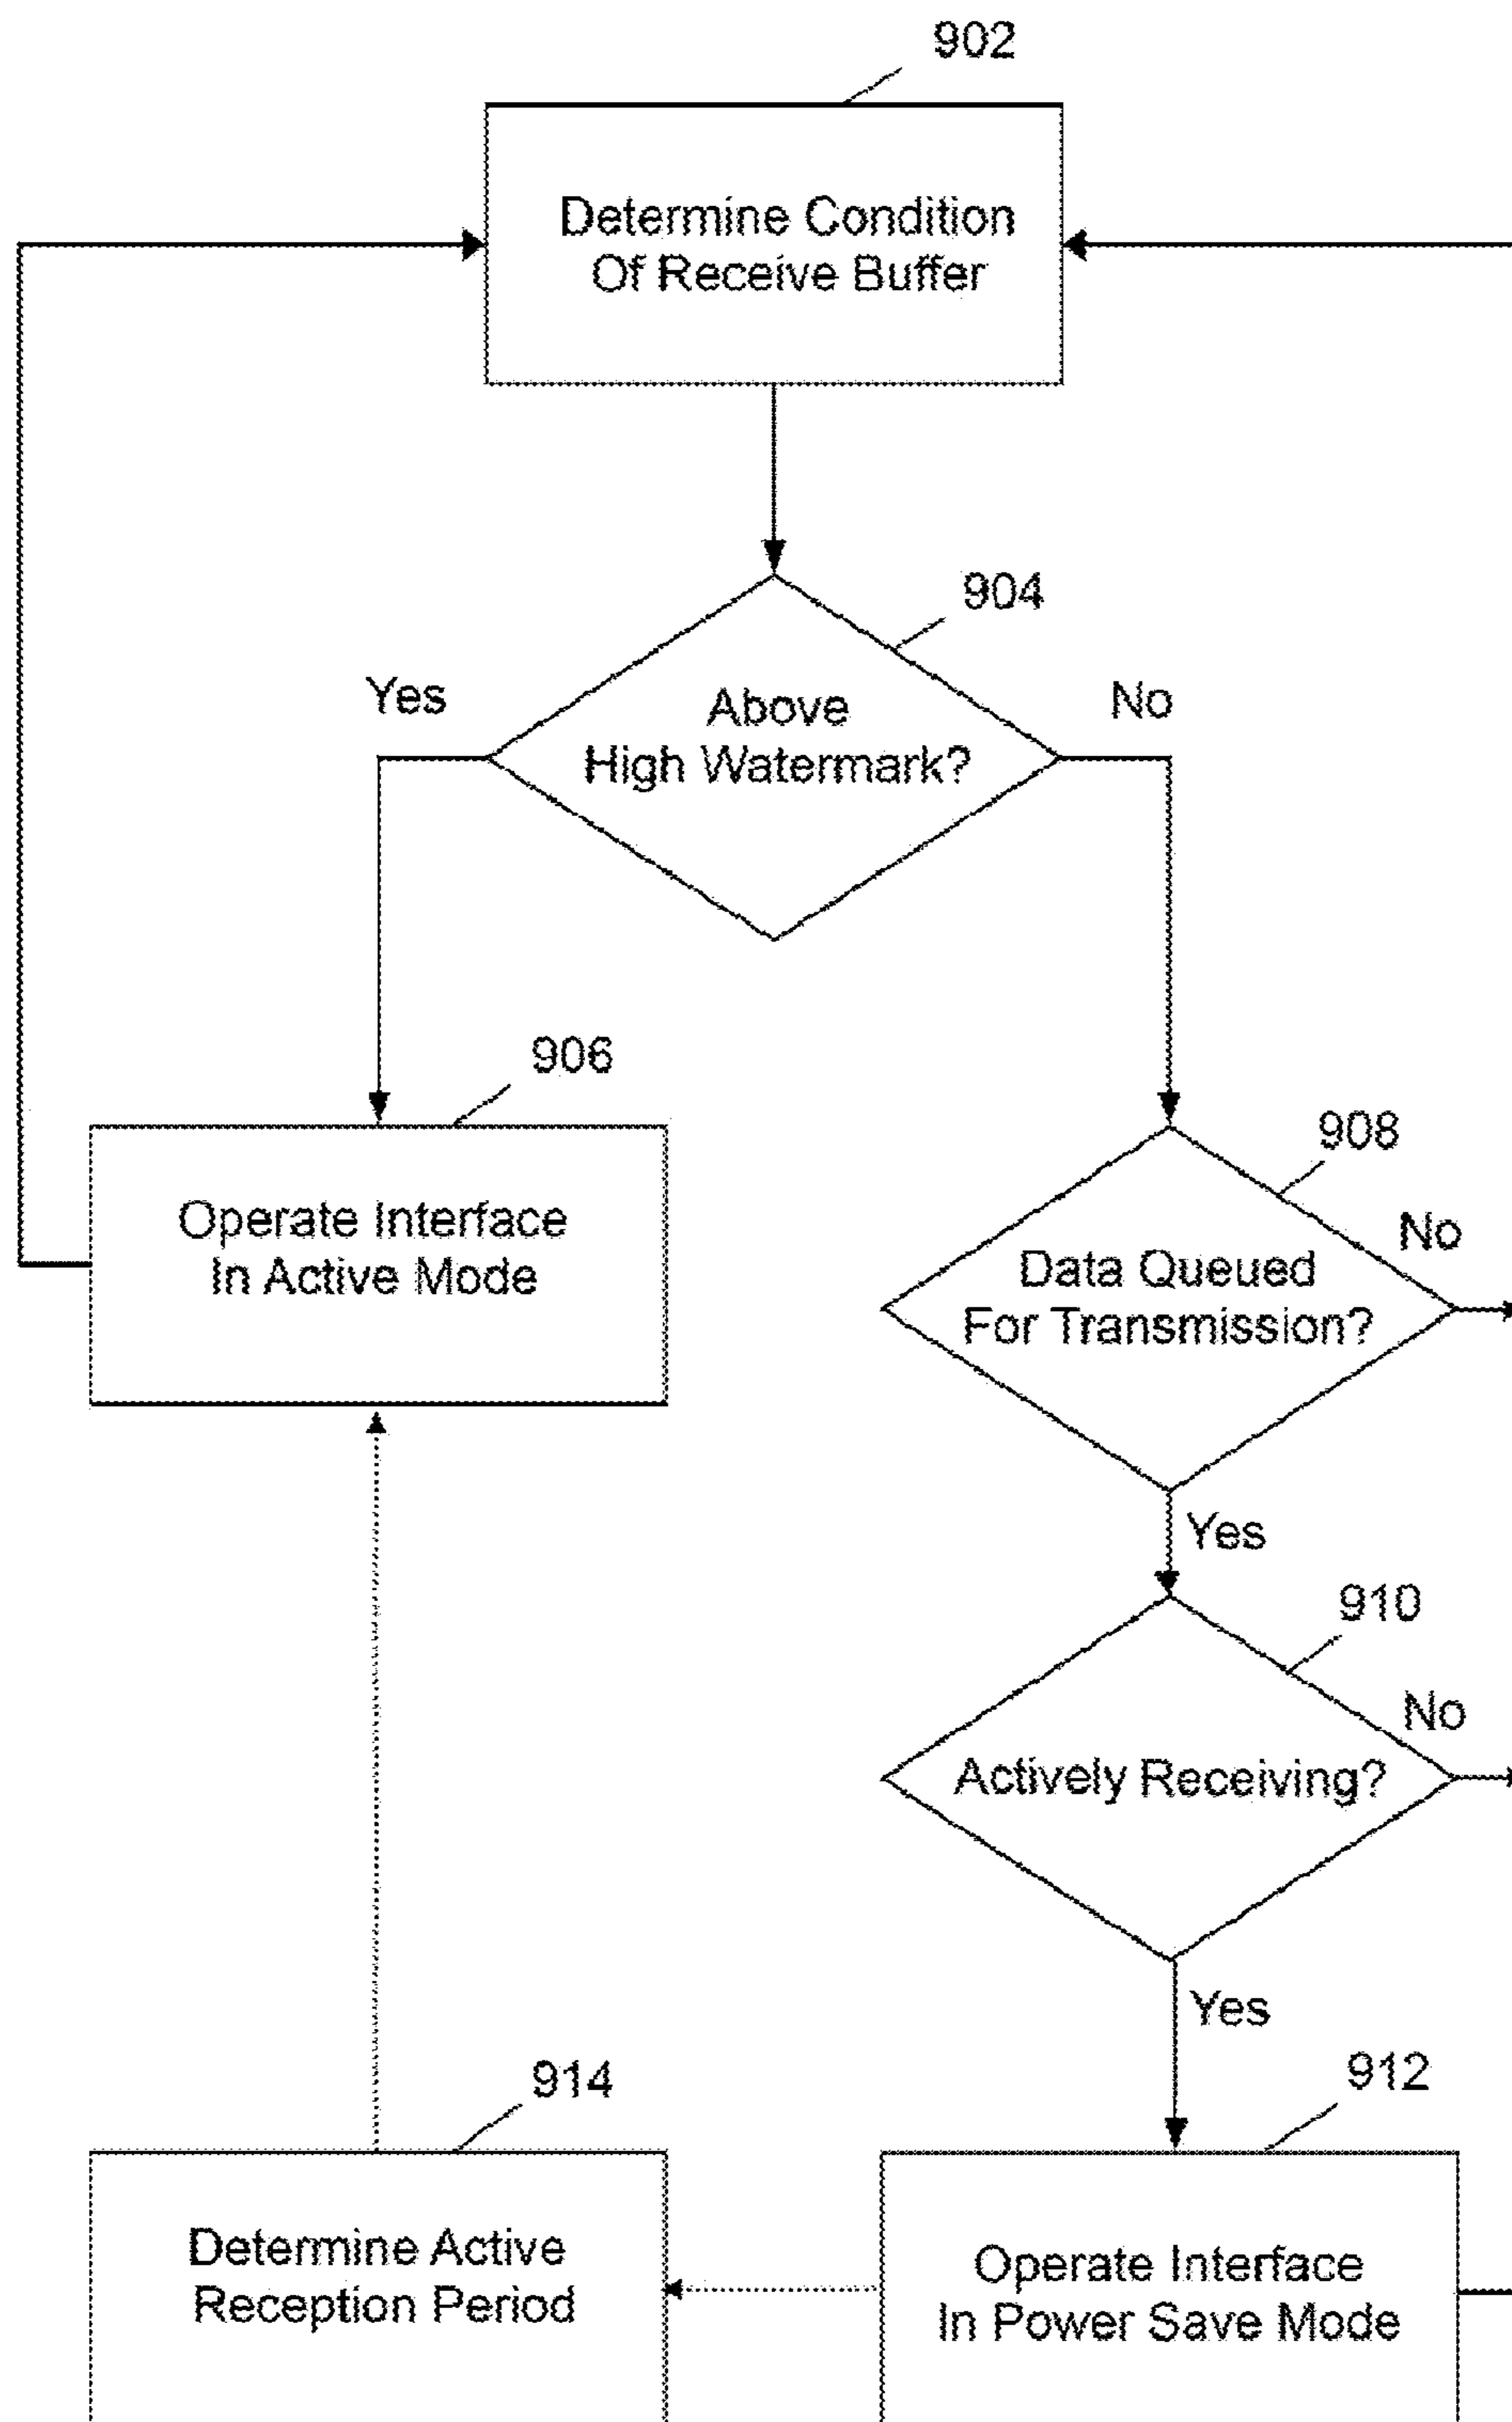 902
Determine Condition
Of Receive Buffer
904
Yes
Above
High Watermark?
No
906
Operate Interface
In Active Mode
908
No
Data Queued
For Transmission?
Yes
910
No
Actively Receiving?
Yes
914
912
Determine Active
Reception Period
Operate Interface
In Power Save Mode